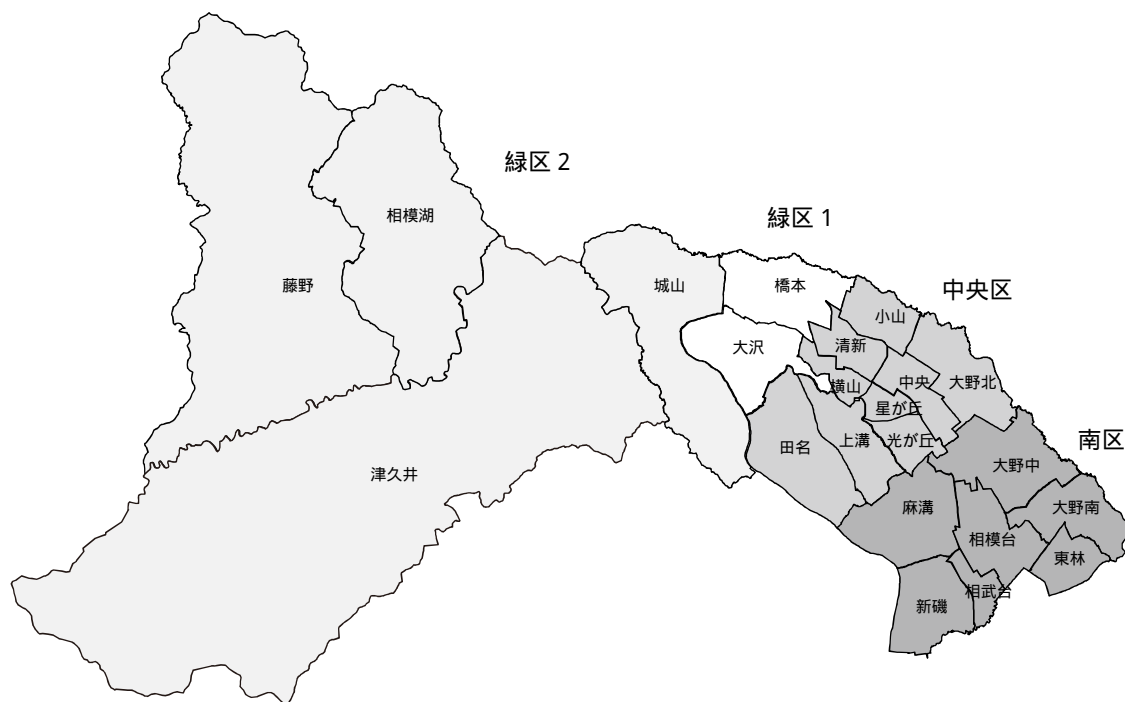 緑区 2
緑区 1
相模湖
藤野
城山
橋本
中央区
小山
大沢
清新
横山
中央
大野北
星が丘
田名
上溝
光が丘
南区
津久井
大野中
麻溝
大野南
相模台
東林
新磯
相武台